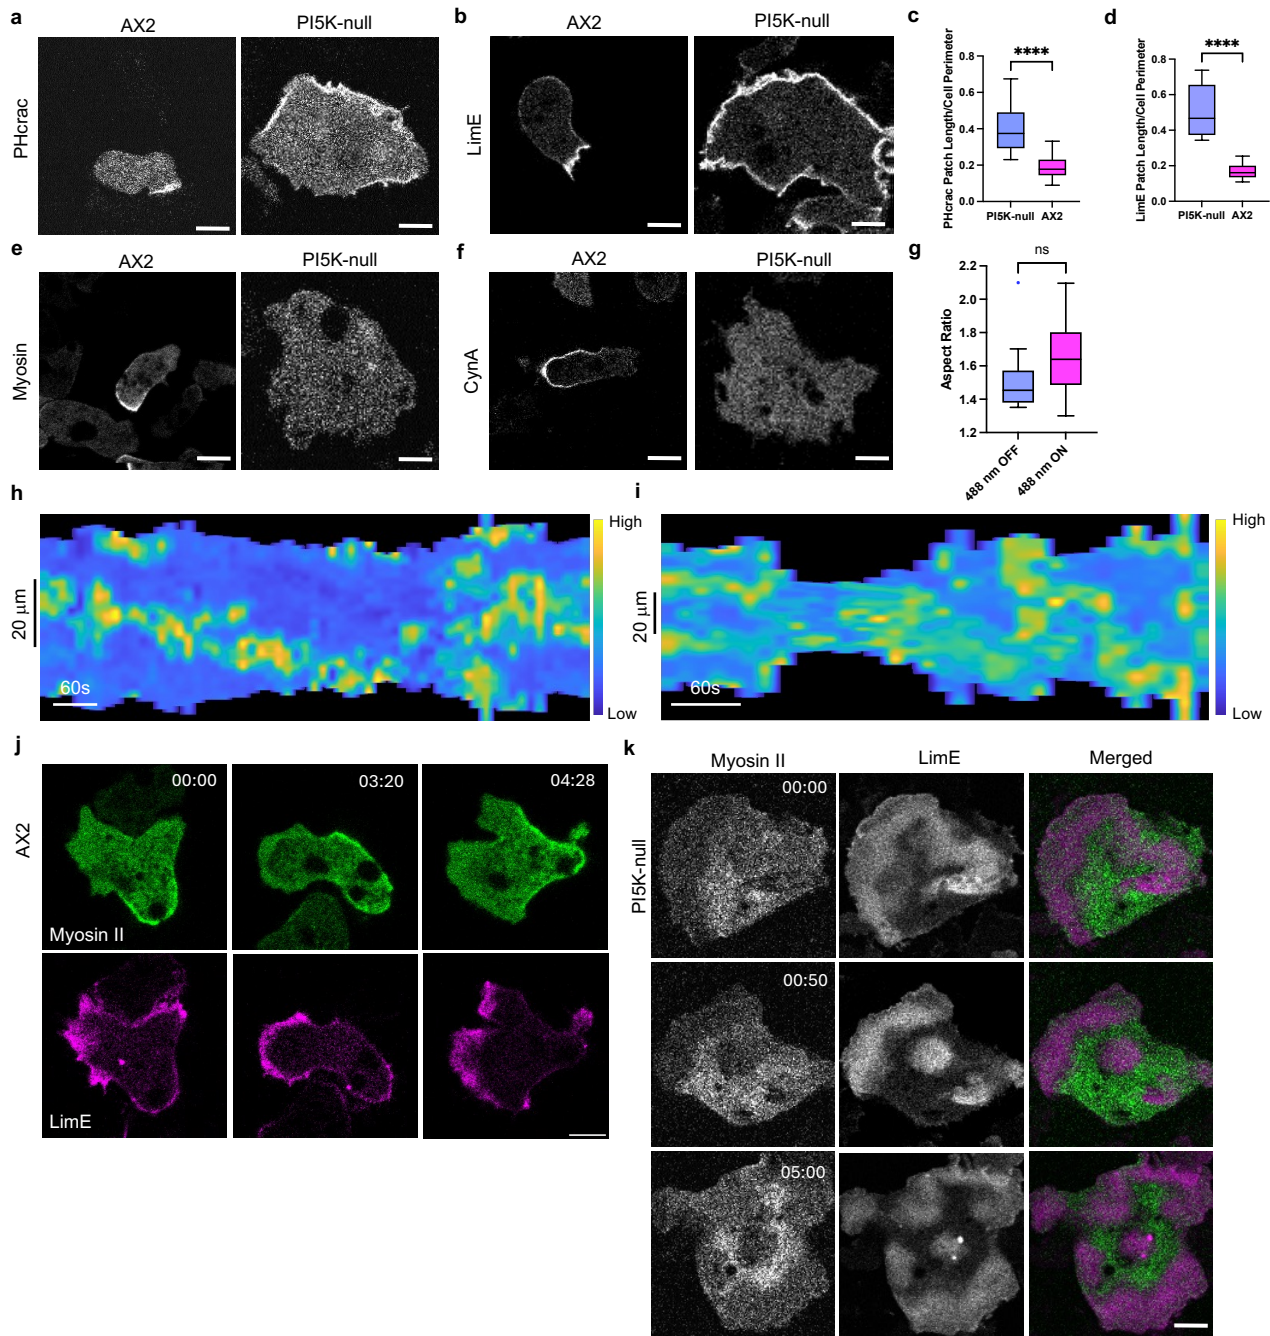 a
AX2
PI5K-null
PHcrac
b
AX2
PI5K-null
LimE
c
PHcrac Patch Length/Cell Perimeter
0.8
0.6
0.4
0.2
0.0
****
PI5K-null
AX2
d
LimE Patch Length/Cell Perimeter
0.8
0.6
0.4
0.2
0.0
****
PI5K-null
AX2
e
AX2
PI5K-null
Myosin
f
AX2
PI5K-null
CynA
g
Aspect Ratio
2.2
2.0
1.8
1.6
1.4
1.2
ns
488 nm OFF
488 nm ON
h
20 μm
60s
High
Low
i
20 μm
60s
High
Low
j
AX2
00:00
03:20
04:28
Myosin II
LimE
k
Myosin II
LimE
Merged
PI5K-null
00:00
00:50
05:00